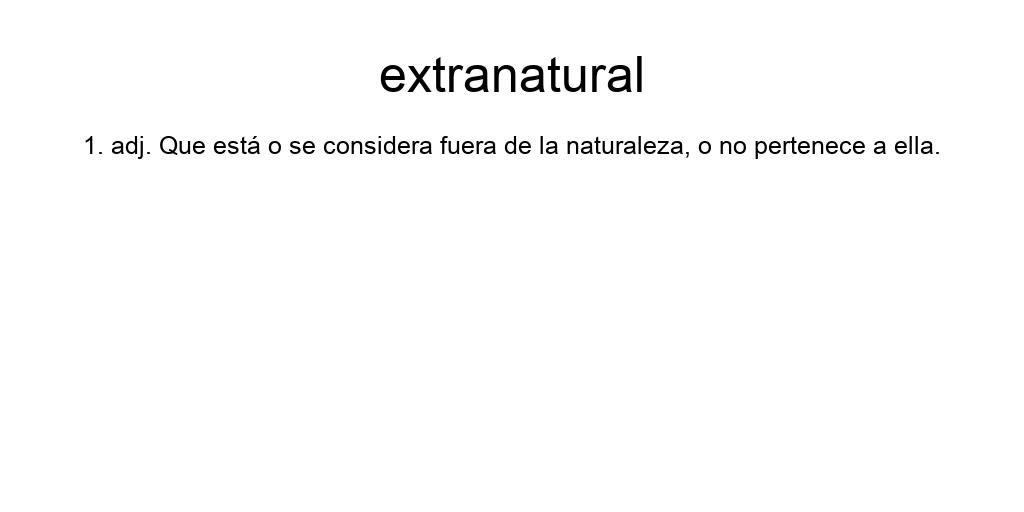 extranatural
1. adj. Que está o se considera fuera de la naturaleza, o no pertenece a ella.